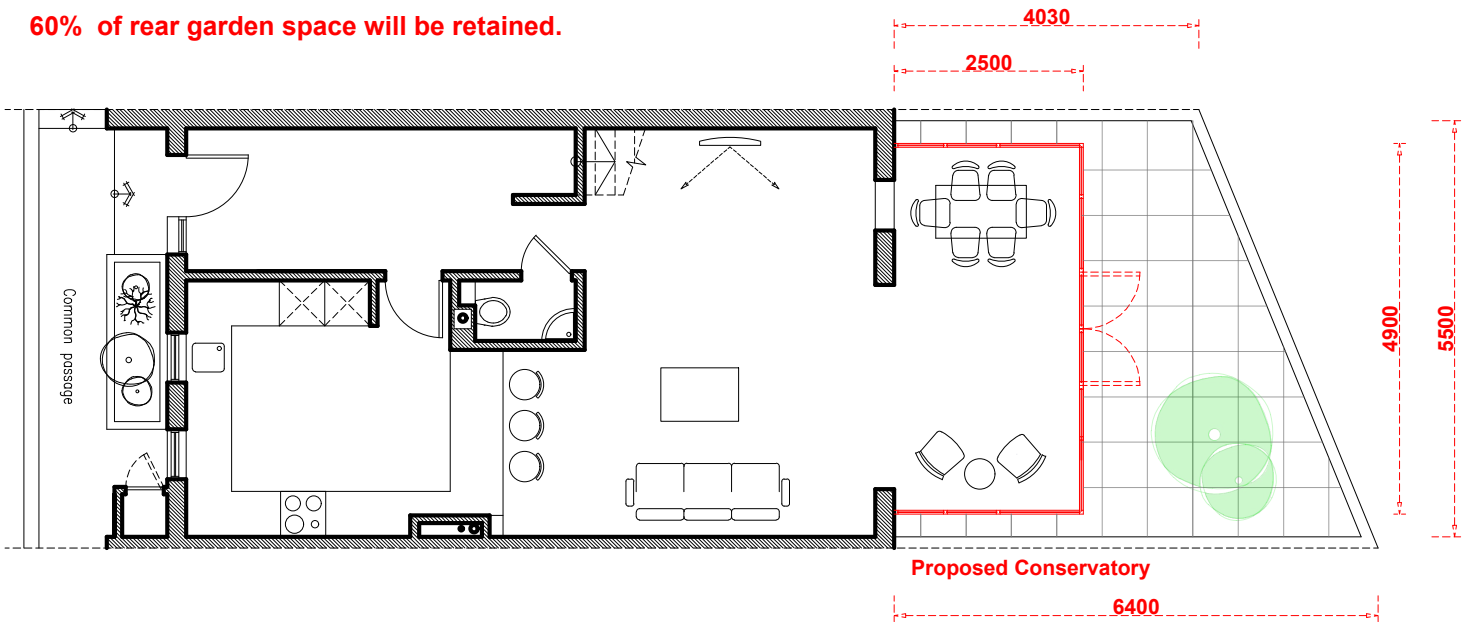 60% of rear garden space will be retained.
4030
2500
Common passage
4900
5500
Proposed Conservatory
6400